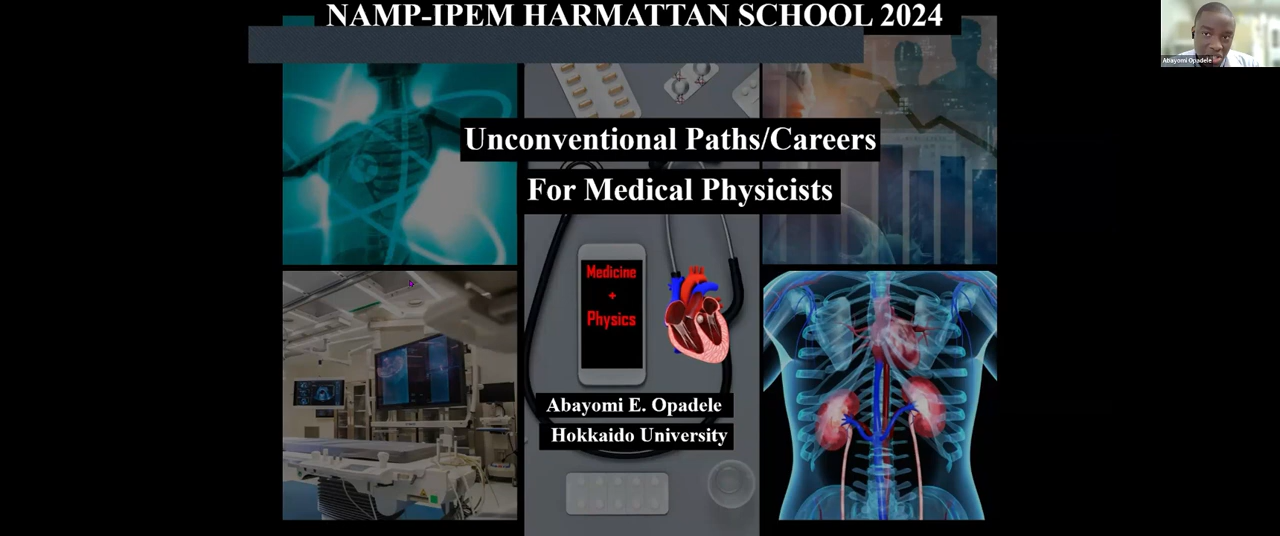 NAMP-IPEM HARMATTAN SCHOOL 2024
Abayomi Opadele
Unconventional Paths/Careers
For Medical Physicists
Medicine
+
Physics
Abayomi E. Opadele
Hokkaido University